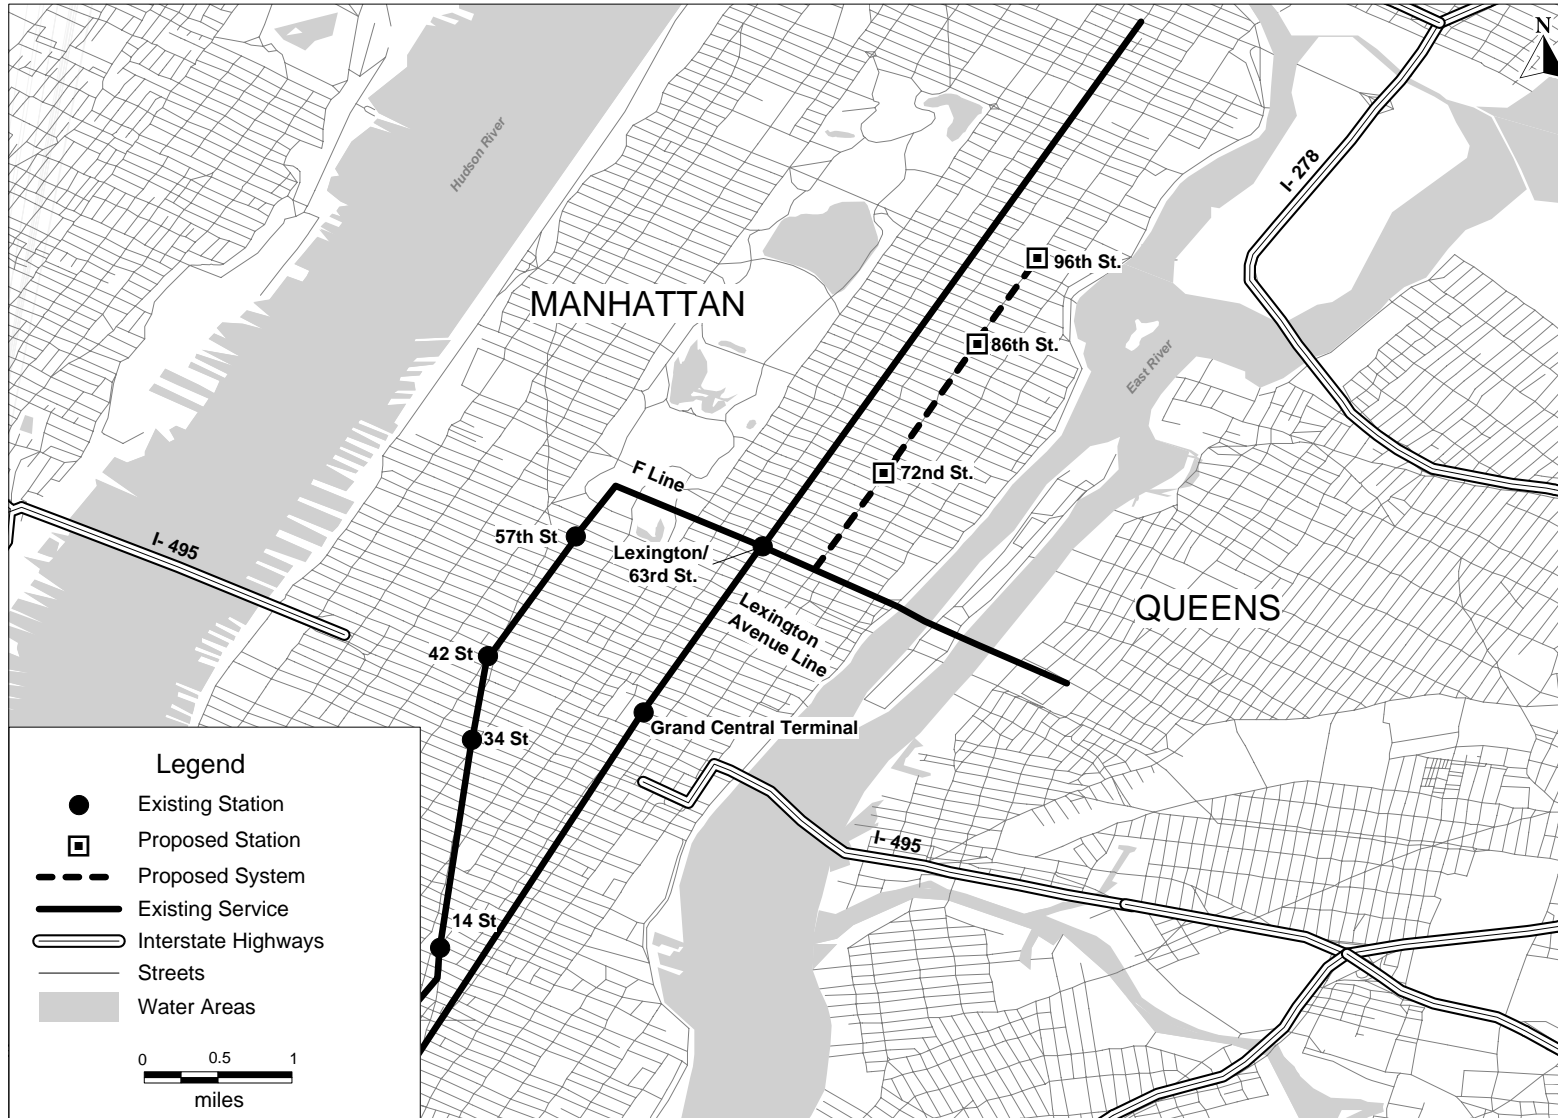 N
Hudson River
I- 278
96th St.
MANHATTAN
86th St.
East River
F Line
72nd St.
57th St
I- 495
Lexington/
63rd St.
Lexington
Avenue Line
QUEENS
42 St
Grand Central Terminal
34 St
I- 495
14 St
Legend
Existing Station
Proposed Station
Proposed System
Existing Service
Interstate Highways
Streets
Water Areas
0 0.5 1
miles